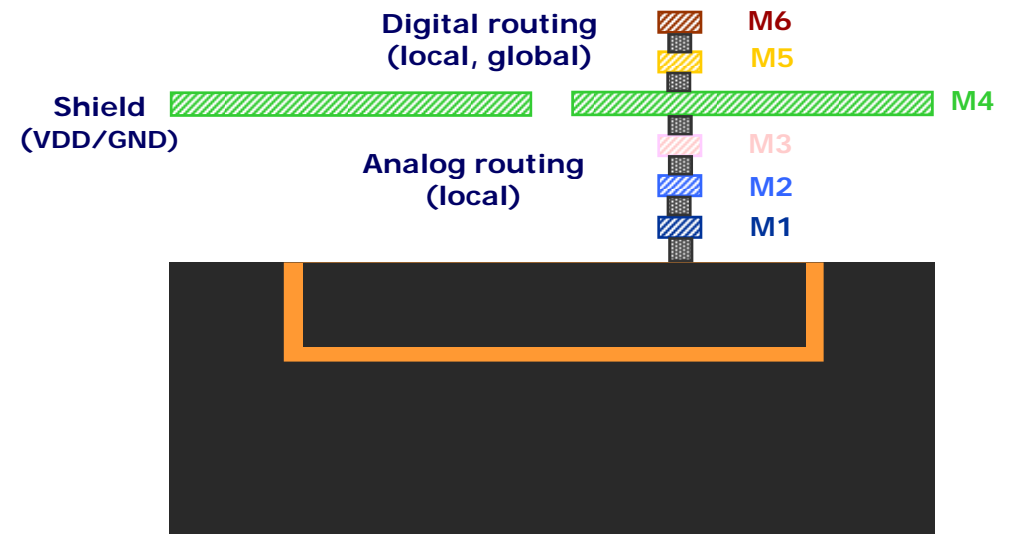 Digital routing
(local, global)
M6
M5
Shield
(VDD/GND)
M4
Analog routing
(local)
M3
M2
M1